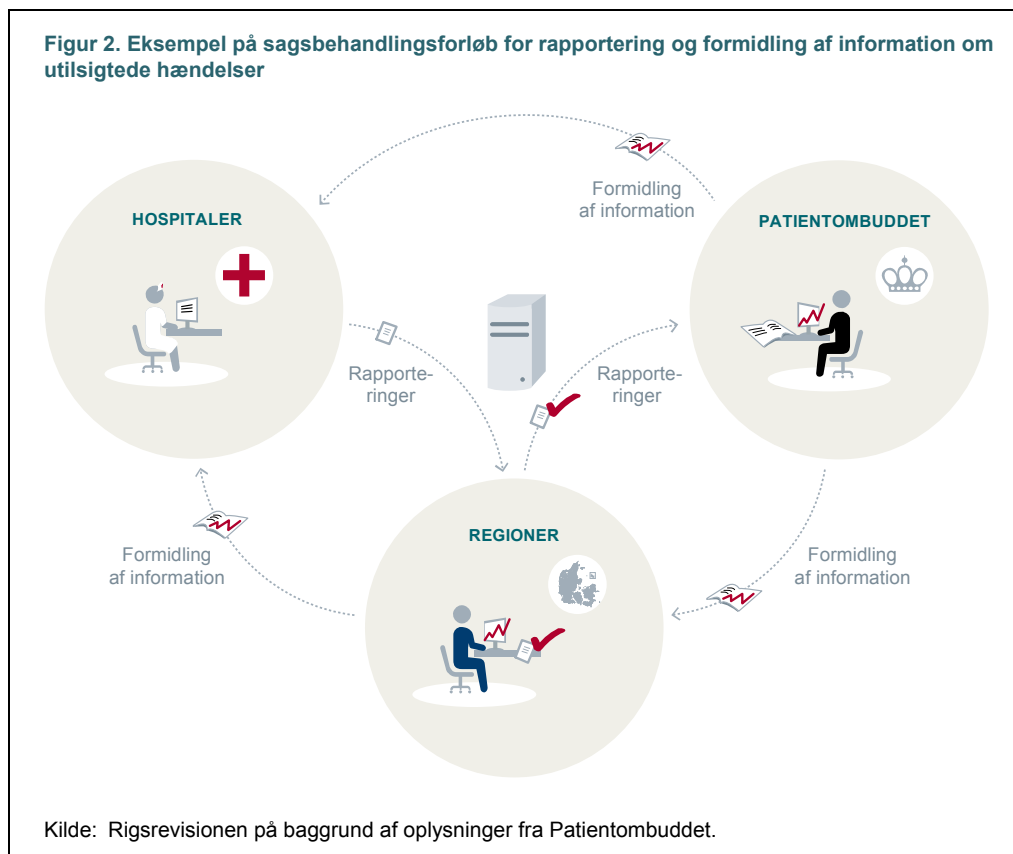 Figur 2. Eksempel på sagsbehandlingsforløb for rapportering og formidling af information om
utilsigtede hændelser
Formidling
af information
HOSPITALER
PATIENTOMBUDDET
Rapporte-
ringer
Rapporte-
ringer
REGIONER
Formidling
af information
Formidling
af information
Kilde: Rigsrevisionen på baggrund af oplysninger fra Patientombuddet.